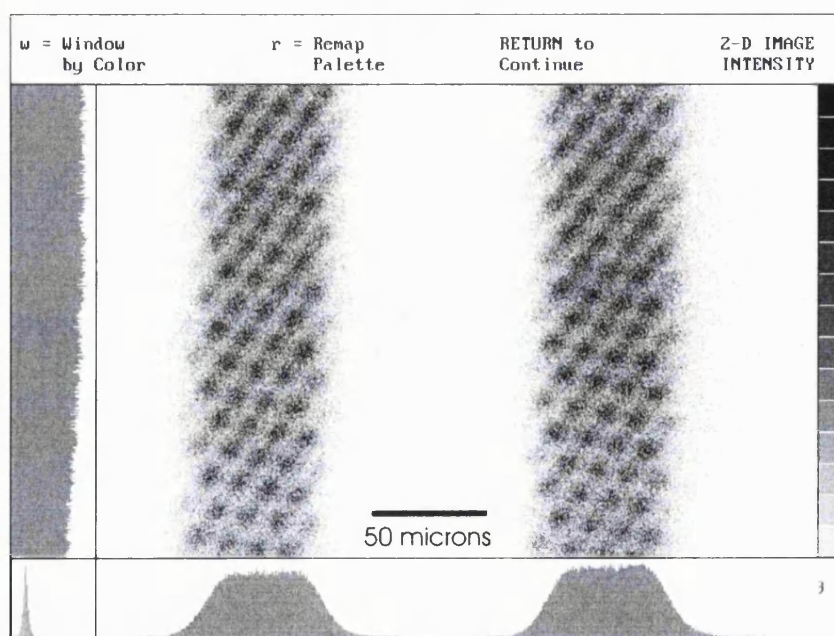 w = Window r = Remap RETURN to 2-D IMAGE
by Color Palette Continue INTENSITY
50 microns